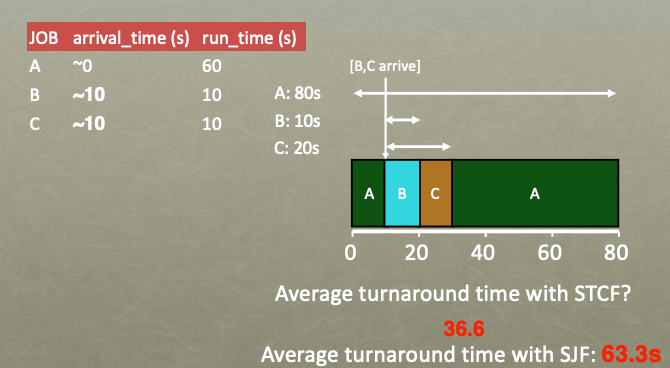 JOB arrival_time (s) run_time (s)
A ~0 60
B ~10 10
C ~10 10
[B,C arrive]
A: 80s
B: 10s
C: 20s
A B C A
0 20 40 60 80
Average turnaround time with STCF?
36.6
Average turnaround time with SJF: 63.3s